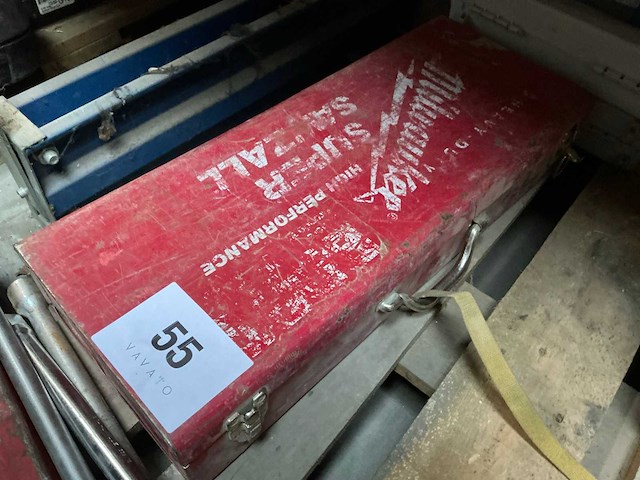 HEAVY DUTY
Milwaukee®
SUPER
SAWZALL
HIGH PERFORMANCE
55
VAVATO